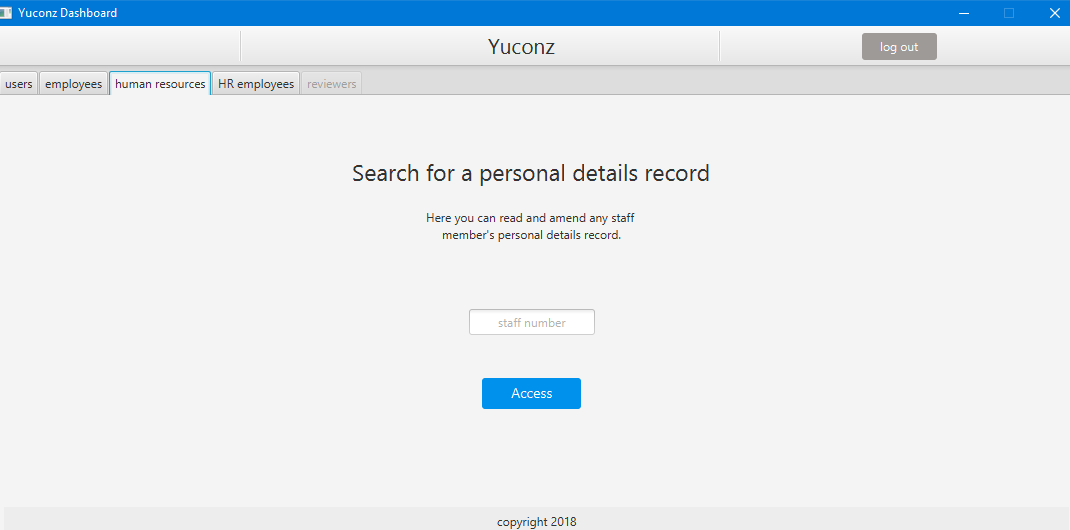 Yuconz Dashboard
Yuconz
log out
users
employees
human resources
HR employees
reviewers
Search for a personal details record
Here you can read and amend any staff
member's personal details record.
staff number
Access
copyright 2018